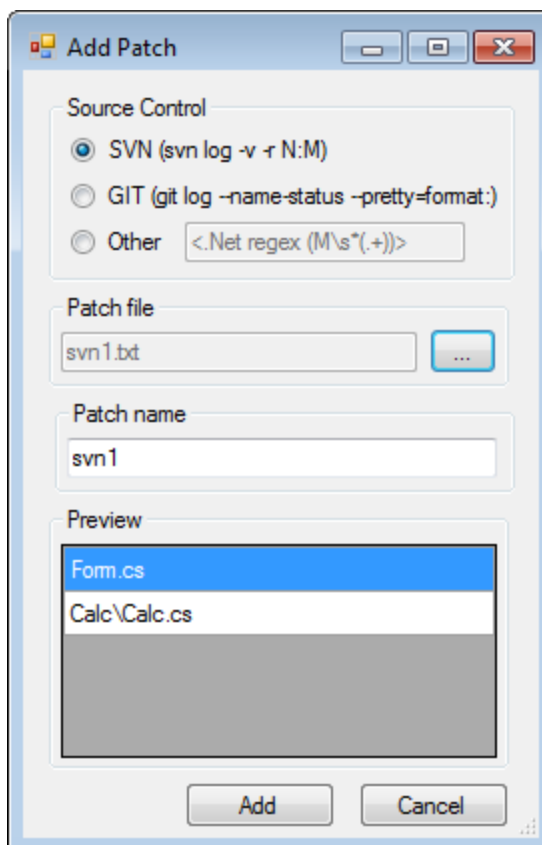 Add Patch
Source Control
SVN (svn log -v -r N:M)
GIT (git log --name-status --pretty=format:)
Other <.Net regex (M\s*(.+))>
Patch file
svn1.txt ...
Patch name
svn1
Preview
Form.cs
Calc\Calc.cs
Add Cancel